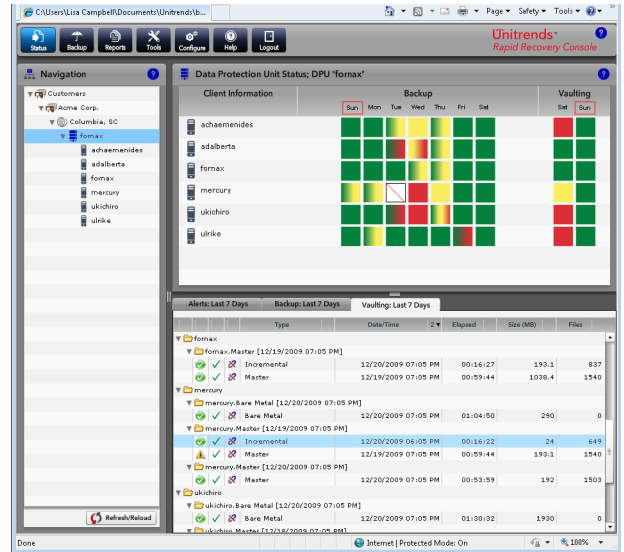 C:\Users\Lisa Campbell\Documents\Unitrends\b...
Page Safety Tools
Status Backup Reports Tools Configure Help Logout
Unitrends™
Rapid Recovery Console
Navigation
Customers
Acme Corp.
Columbia, SC
fornax
achaemenides
adalberta
fornax
mercury
ukichiro
ulrike
Refresh/Reload
Data Protection Unit Status; DPU "fornax"
Client Information Backup Vaulting
Sun Mon Tue Wed Thu Fri Sat Sat Sun
achaemenides
adalberta
fornax
mercury
ukichiro
ulrike
Alerts: Last 7 Days Backup: Last 7 Days Vaulting: Last 7 Days
Type Date/Time 2▼ Elapsed Size (MB) Files
fornax
fornax.Master [12/19/2009 07:05 PM]
Incremental 12/20/2009 07:05 PM 00:16:27 193.1 837
Master 12/19/2009 07:05 PM 00:59:44 1038.4 1540
mercury
mercury.Bare Metal [12/20/2009 07:05 PM]
Bare Metal 12/20/2009 07:05 PM 01:04:50 290 0
mercury.Master [12/19/2009 07:05 PM]
Incremental 12/20/2009 06:05 PM 00:16:22 24 649
Master 12/19/2009 07:05 PM 00:59:44 193.1 1540
mercury.Master [12/20/2009 07:05 PM]
Master 12/20/2009 07:05 PM 00:53:59 192 1503
ukichiro
ukichiro.Bare Metal [12/20/2009 07:05 PM]
Bare Metal 12/20/2009 07:05 PM 01:30:32 1930 0
ukichiro.Master [12/18/2009 07:05 PM]
Done Internet | Protected Mode: On 100%